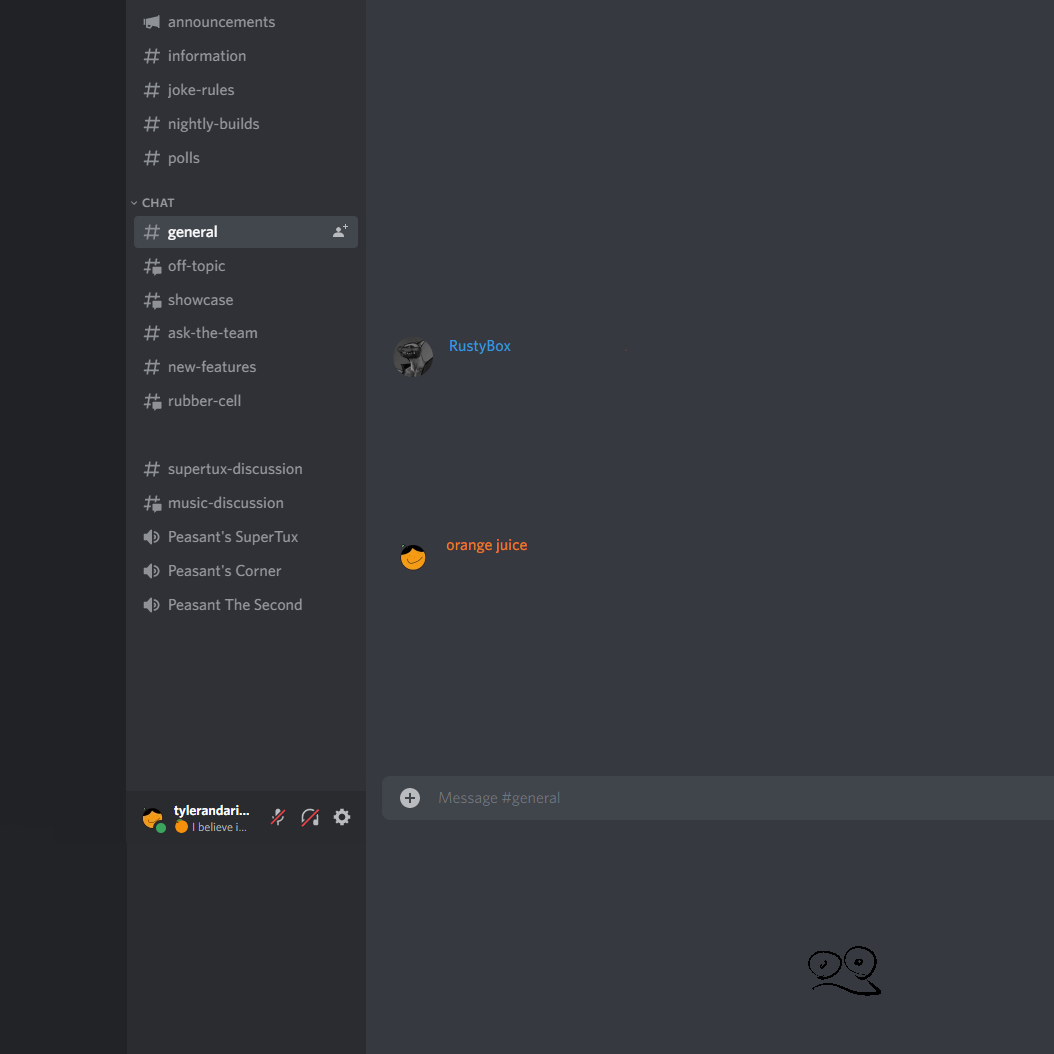 announcements
information
joke-rules
nightly-builds
polls
CHAT
general
off-topic
showcase
ask-the-team
new-features
rubber-cell
supertux-discussion
music-discussion
Peasant's SuperTux
Peasant's Corner
Peasant The Second
tylerandari...
I believe i...
RustyBox
orange juice
Message #general